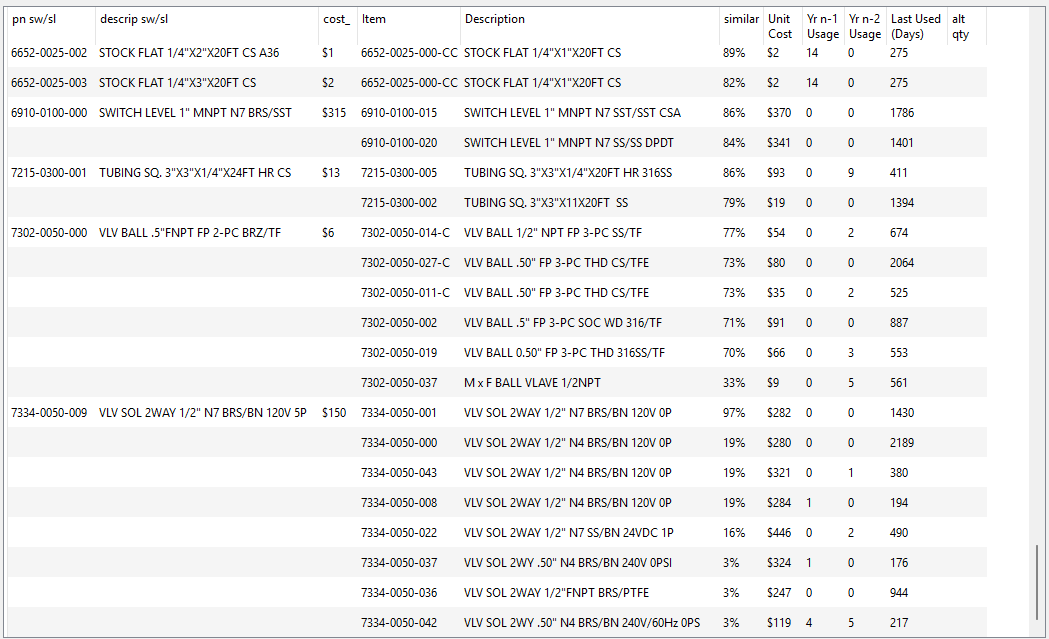 pn sw/sl descrip sw/sl cost_ Item Description similar Unit Cost Yr n-1 Usage Yr n-2 Usage Last Used (Days) alt qty
6652-0025-002 STOCK FLAT 1/4"X2"X20FT CS A36 $1 6652-0025-000-CC STOCK FLAT 1/4"X1"X20FT CS 89% $2 14 0 275
6652-0025-003 STOCK FLAT 1/4"X3"X20FT CS $2 6652-0025-000-CC STOCK FLAT 1/4"X1"X20FT CS 82% $2 14 0 275
6910-0100-000 SWITCH LEVEL 1" MNPT N7 BRS/SST $315 6910-0100-015 SWITCH LEVEL 1" MNPT N7 SST/SST CSA 86% $370 0 0 1786
6910-0100-020 SWITCH LEVEL 1" MNPT N7 SS/SS DPDT 84% $341 0 0 1401
7215-0300-001 TUBING SQ. 3"X3"X1/4"X24FT HR CS $13 7215-0300-005 TUBING SQ. 3"X3"X1/4"X20FT HR 316SS 86% $93 0 9 411
7215-0300-002 TUBING SQ. 3"X3"X11X20FT  SS 79% $19 0 0 1394
7302-0050-000 VLV BALL .5"FNPT FP 2-PC BRZ/TF $6 7302-0050-014-C VLV BALL 1/2" NPT FP 3-PC SS/TF 77% $54 0 2 674
7302-0050-027-C VLV BALL .50" FP 3-PC THD CS/TFE 73% $80 0 0 2064
7302-0050-011-C VLV BALL .50" FP 3-PC THD CS/TFE 73% $35 0 2 525
7302-0050-002 VLV BALL .5" FP 3-PC SOC WD 316/TF 71% $91 0 0 887
7302-0050-019 VLV BALL 0.50" FP 3-PC THD 316SS/TF 70% $66 0 3 553
7302-0050-037 M x F BALL VLAVE 1/2NPT 33% $9 0 5 561
7334-0050-009 VLV SOL 2WAY 1/2" N7 BRS/BN 120V 5P $150 7334-0050-001 VLV SOL 2WAY 1/2" N7 BRS/BN 120V 0P 97% $282 0 0 1430
7334-0050-000 VLV SOL 2WAY 1/2" N4 BRS/BN 120V 0P 19% $280 0 0 2189
7334-0050-043 VLV SOL 2WAY 1/2" N4 BRS/BN 120V 0P 19% $321 0 1 380
7334-0050-008 VLV SOL 2WAY 1/2" N4 BRS/BN 120V 0P 19% $284 1 0 194
7334-0050-022 VLV SOL 2WAY 1/2" N7 SS/BN 24VDC 1P 16% $446 0 2 490
7334-0050-037 VLV SOL 2WY .50" N4 BRS/BN 240V 0PSI 3% $324 1 0 176
7334-0050-036 VLV SOL 2WAY 1/2"FNPT BRS/PTFE 3% $247 0 0 944
7334-0050-042 VLV SOL 2WY .50" N4 BRS/BN 240V/60Hz 0PS 3% $119 4 5 217